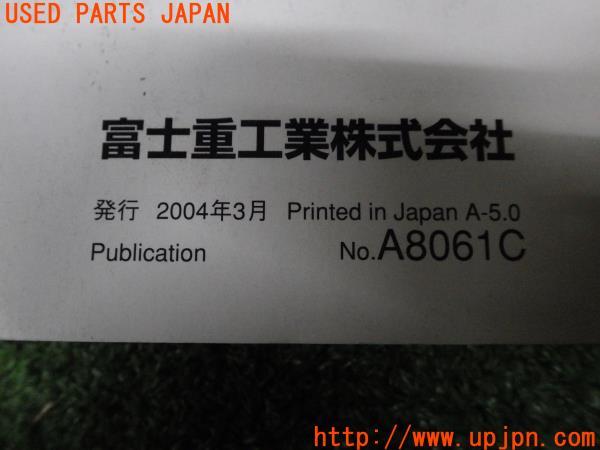 USED PARTS JAPAN
富士重工業株式会社
発行 2004年3月 Printed in Japan A-5.0
Publication No.A8061C
http://www.upjpn.com/